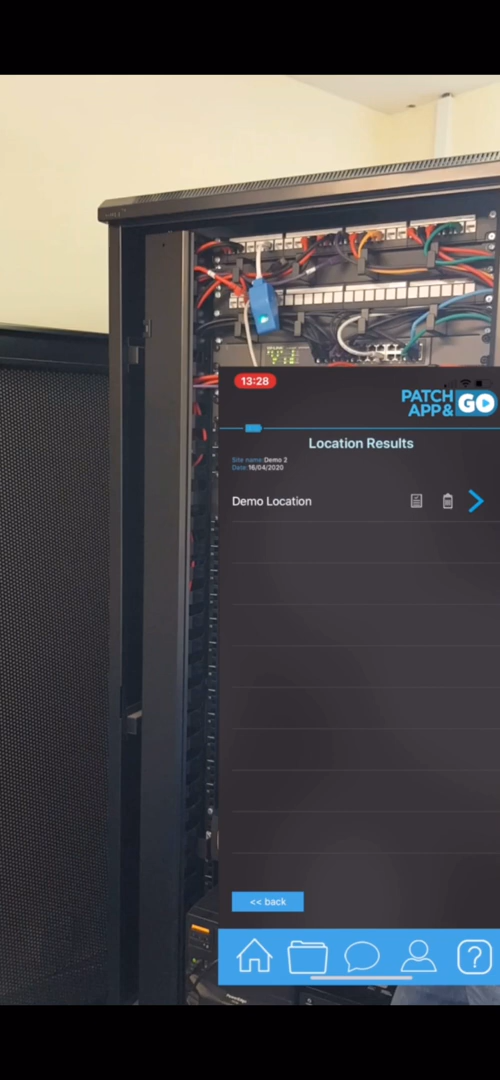 13:28
PATCH
APP& GO
Location Results
Site name:Demo 2
Date:16/04/2020
Demo Location
<< back
?